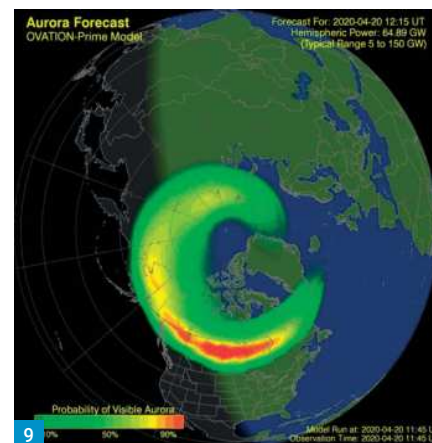 Aurora Forecast
OVATION-Prime Model
Forecast For: 2020-04-20 12:15 UT
Hemispheric Power: 64.89 GW
(Typical Range 5 to 150 GW)
Probability of Visible Aurora
10% 50% 90%
Model Run at: 2020-04-20 11:45
Observation Time: 2020-04-20 11:45
9